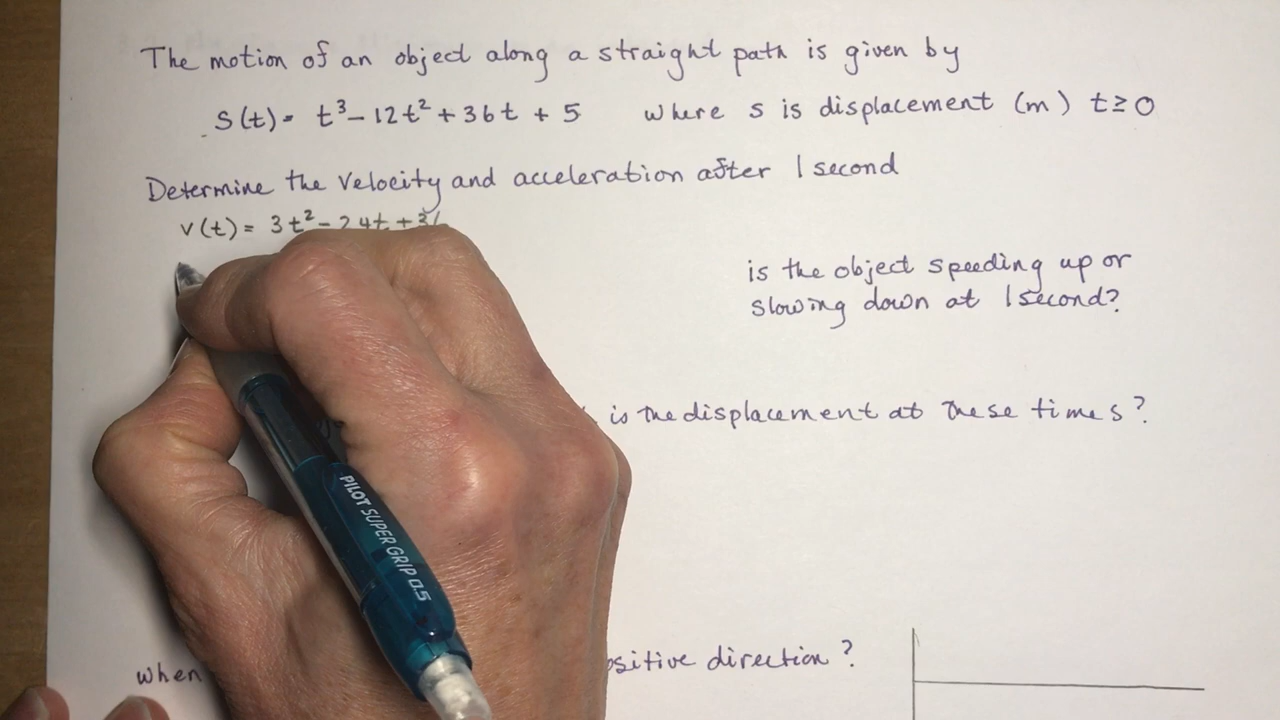 The motion of an object along a straight path is given by
s(t) = t³ - 12t² + 36t + 5 where s is displacement (m) t ≥ 0
Determine the velocity and acceleration after 1 second
v(t) = 3t² - 24t +
is the object speeding up or
slowing down at 1 second?
is the displacement at these times?
PILOT SUPER GRIP 0.5
when direction?